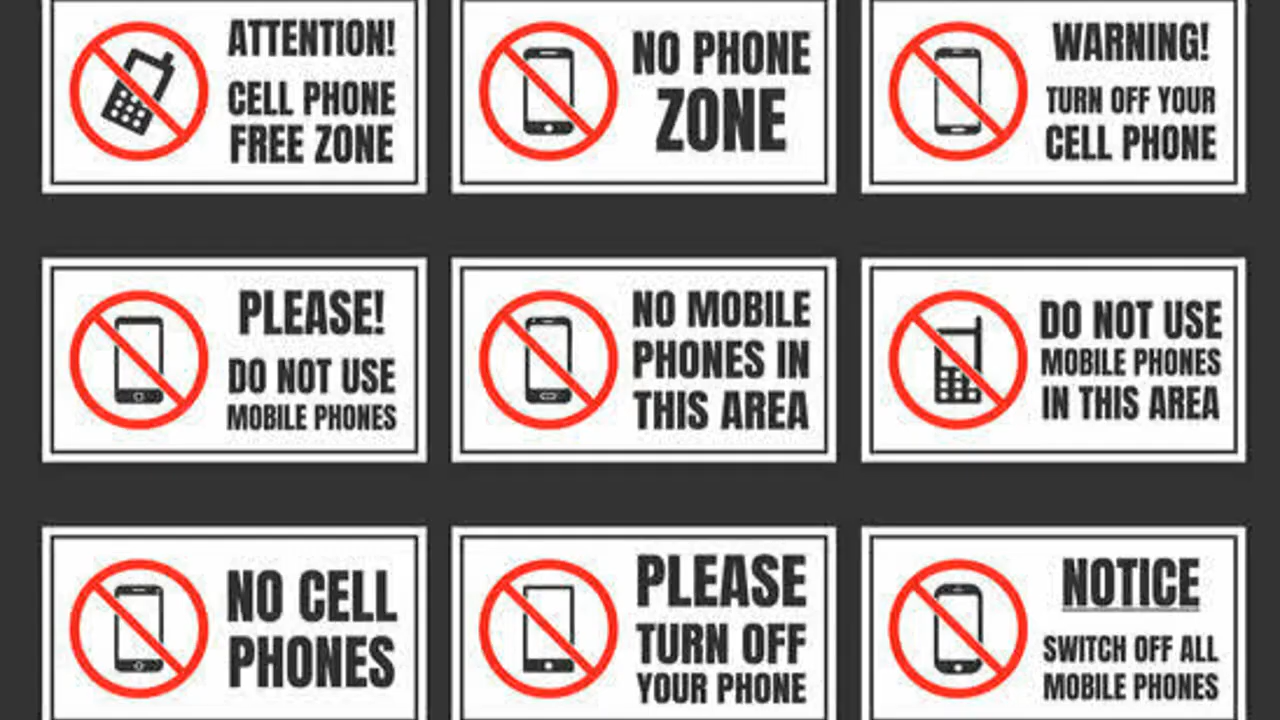 ATTENTION!
CELL PHONE
FREE ZONE
NO PHONE
ZONE
WARNING!
TURN OFF YOUR
CELL PHONE
PLEASE!
DO NOT USE
MOBILE PHONES
NO MOBILE
PHONES IN
THIS AREA
DO NOT USE
MOBILE PHONES
IN THIS AREA
NO CELL
PHONES
PLEASE
TURN OFF
YOUR PHONE
NOTICE
SWITCH OFF ALL
MOBILE PHONES